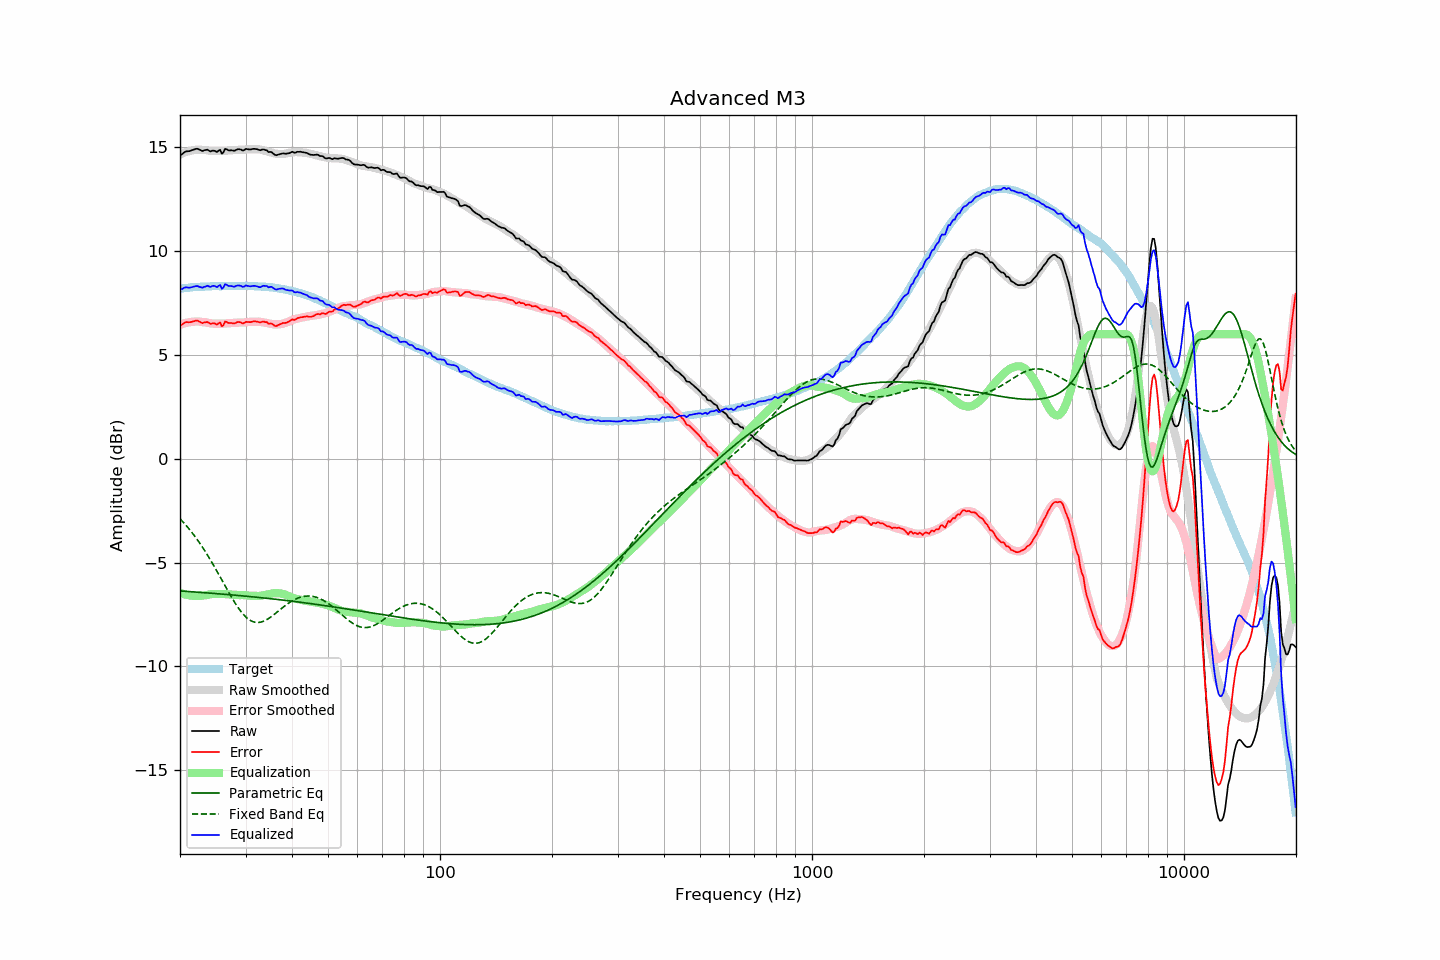 Advanced M3
15
10
5
0
−5
−10
−15
Amplitude (dBr)
Target
Raw Smoothed
Error Smoothed
Raw
Error
Equalization
Parametric Eq
Fixed Band Eq
Equalized
100
1000
10000
Frequency (Hz)